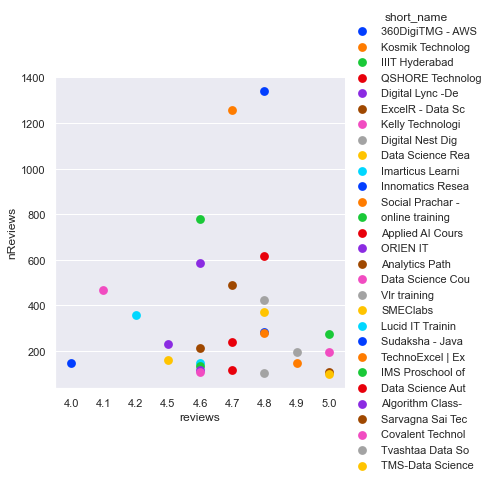 short_name
360DigiTMG - AWS
Kosmik Technolog
IIIT Hyderabad
QSHORE Technolog
Digital Lync -De
ExcelR - Data Sc
Kelly Technologi
Digital Nest Dig
Data Science Rea
Imarticus Learni
Innomatics Resea
Social Prachar -
online training
Applied AI Cours
ORIEN IT
Analytics Path
Data Science Cou
Vlr training
SMEClabs
Lucid IT Trainin
Sudaksha - Java
TechnoExcel | Ex
IMS Proschool of
Data Science Aut
Algorithm Class-
Sarvagna Sai Tec
Covalent Technol
Tvashtaa Data So
TMS-Data Science
1400
1200
1000
800
600
400
200
nReviews
4.0 4.1 4.2 4.5 4.6 4.7 4.8 4.9 5.0
reviews